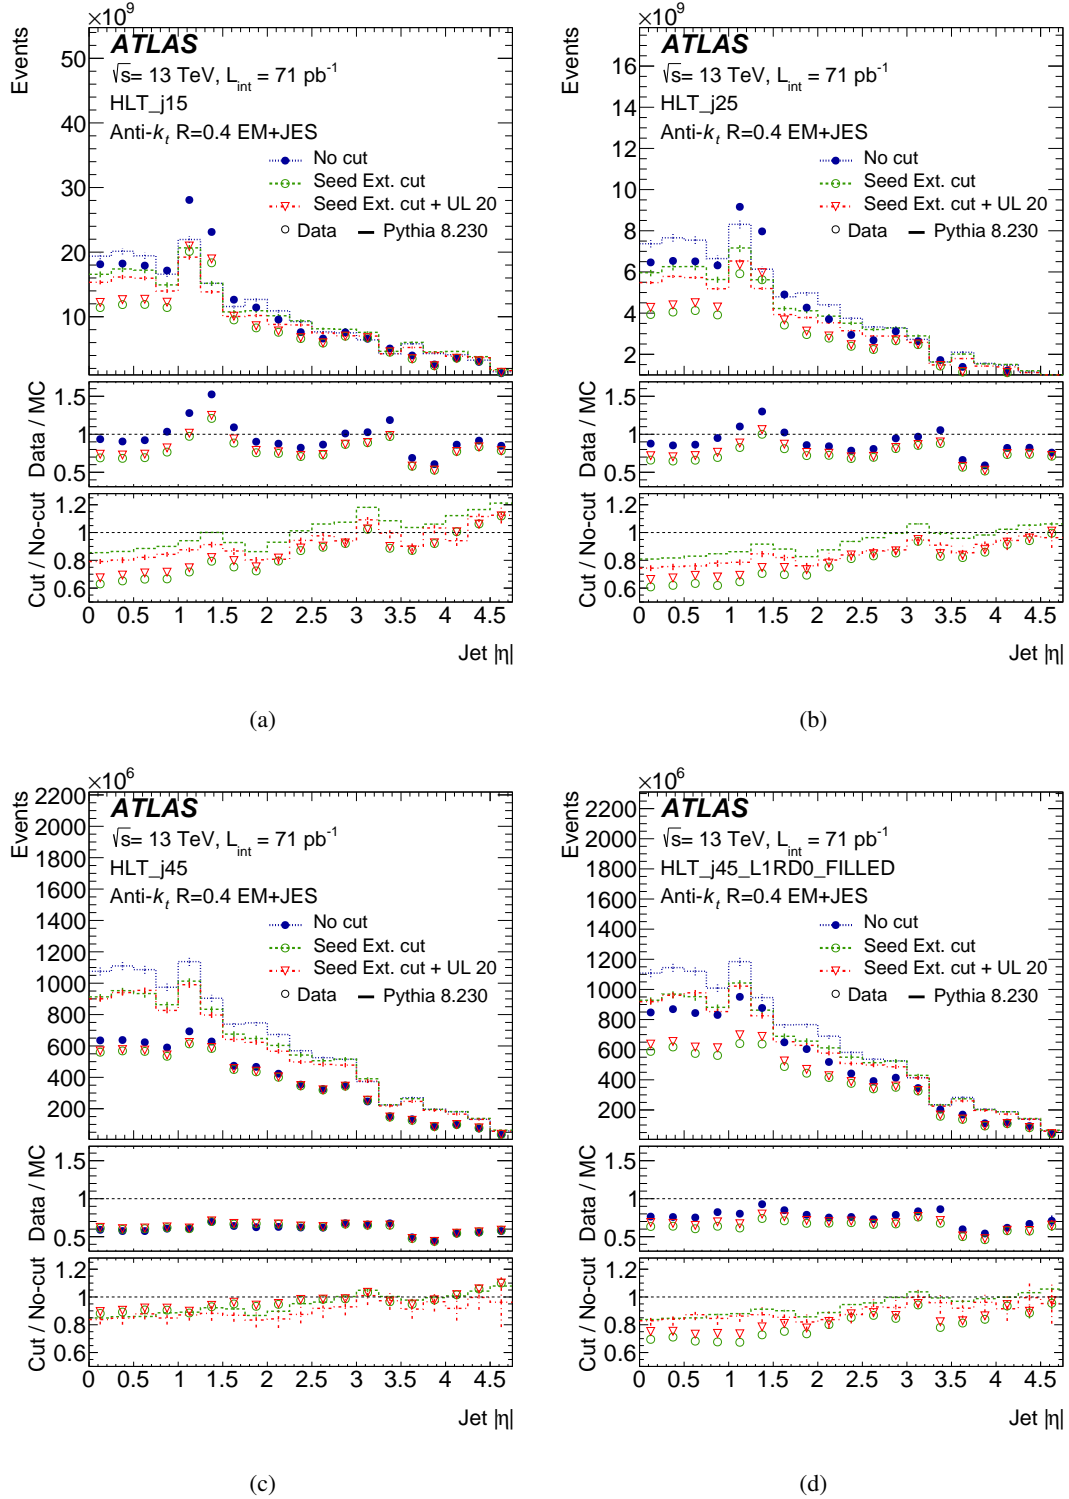 ×10⁹
Events
ATLAS
√s= 13 TeV, L_int = 71 pb⁻¹
HLT_j15
Anti-k_t R=0.4 EM+JES
No cut
Seed Ext. cut
Seed Ext. cut + UL 20
Data Pythia 8.230
50
40
30
20
10
Data / MC
1.5
1
0.5
Cut / No-cut
1.2
1
0.8
0.6
0 0.5 1 1.5 2 2.5 3 3.5 4 4.5
Jet |η|
(a)
×10⁹
Events
ATLAS
√s= 13 TeV, L_int = 71 pb⁻¹
HLT_j25
Anti-k_t R=0.4 EM+JES
No cut
Seed Ext. cut
Seed Ext. cut + UL 20
Data Pythia 8.230
16
14
12
10
8
6
4
2
Data / MC
1.5
1
0.5
Cut / No-cut
1.2
1
0.8
0.6
0 0.5 1 1.5 2 2.5 3 3.5 4 4.5
Jet |η|
(b)
×10⁶
Events
ATLAS
√s= 13 TeV, L_int = 71 pb⁻¹
HLT_j45
Anti-k_t R=0.4 EM+JES
No cut
Seed Ext. cut
Seed Ext. cut + UL 20
Data Pythia 8.230
2200
2000
1800
1600
1400
1200
1000
800
600
400
200
Data / MC
1.5
1
0.5
Cut / No-cut
1.2
1
0.8
0.6
0 0.5 1 1.5 2 2.5 3 3.5 4 4.5
Jet |η|
(c)
×10⁶
Events
ATLAS
√s= 13 TeV, L_int = 71 pb⁻¹
HLT_j45_L1RD0_FILLED
Anti-k_t R=0.4 EM+JES
No cut
Seed Ext. cut
Seed Ext. cut + UL 20
Data Pythia 8.230
2200
2000
1800
1600
1400
1200
1000
800
600
400
200
Data / MC
1.5
1
0.5
Cut / No-cut
1.2
1
0.8
0.6
0 0.5 1 1.5 2 2.5 3 3.5 4 4.5
Jet |η|
(d)